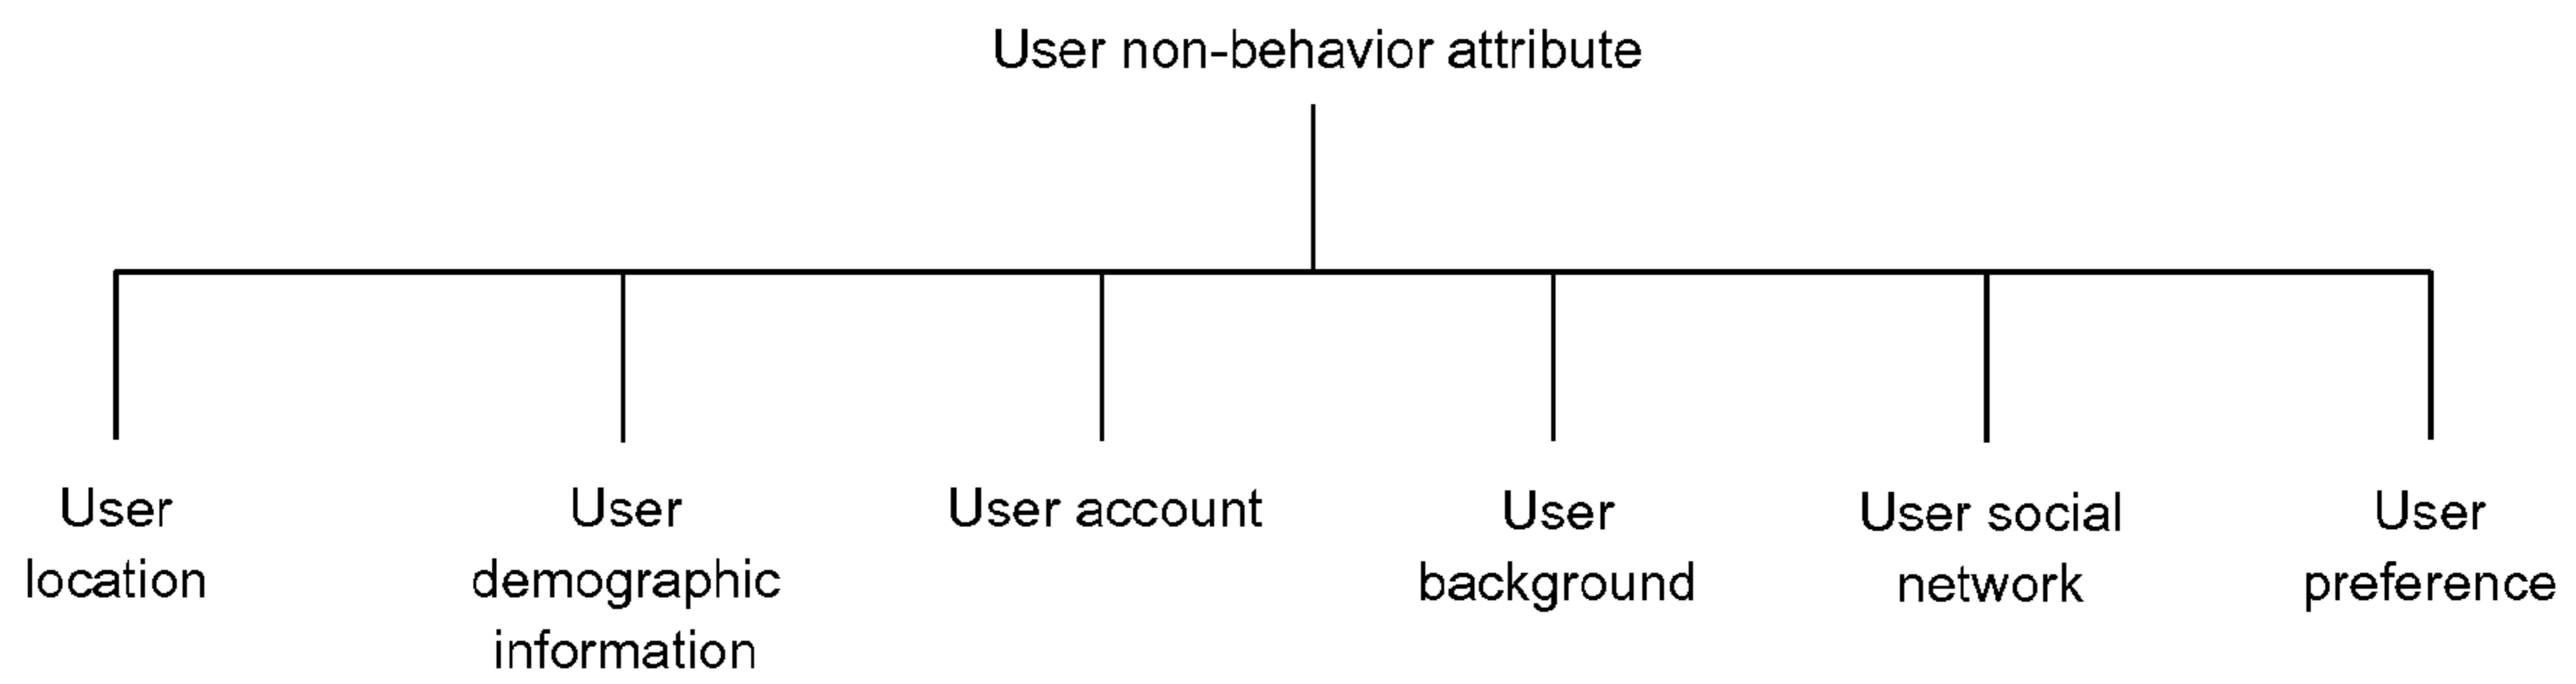 User non-behavior attribute
User
location
User
demographic
information
User account
User
background
User social
network
User
preference